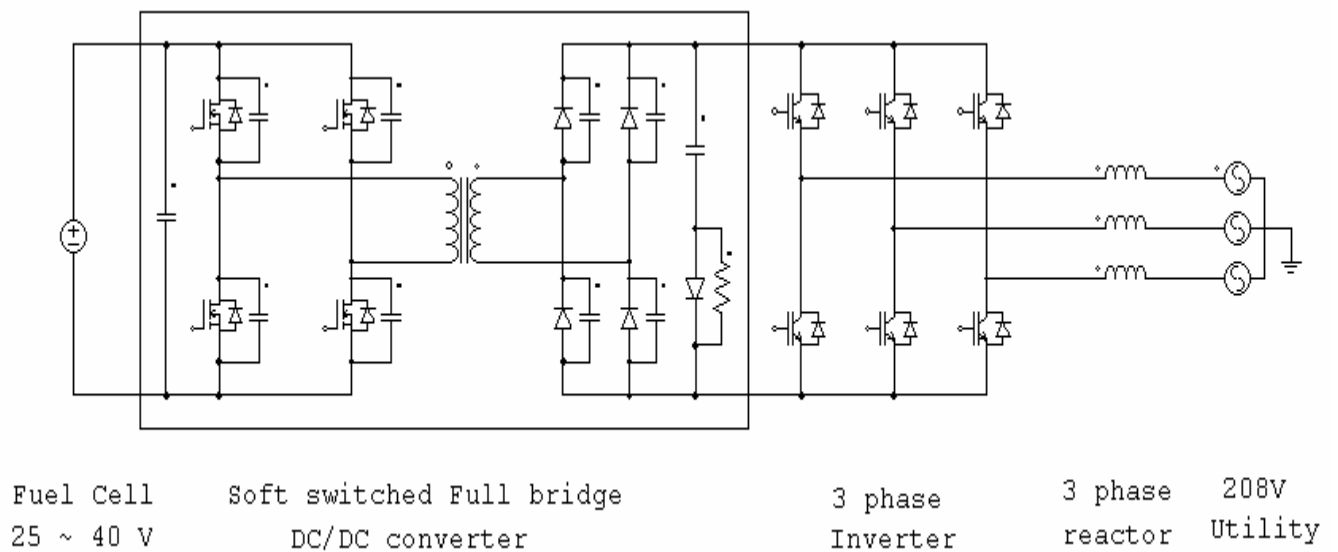 Fuel Cell
25 ~ 40 V
Soft switched Full bridge
DC/DC converter
3 phase
Inverter
3 phase
reactor
208V
Utility